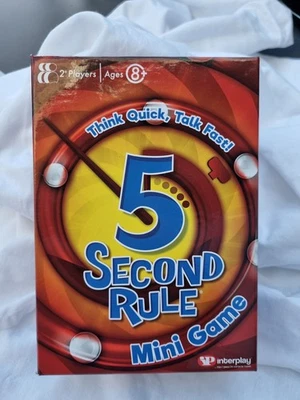 2+ Players | Ages 8+
Think Quick, Talk Fast!
5
SECOND
RULE
Mini Game
interplay